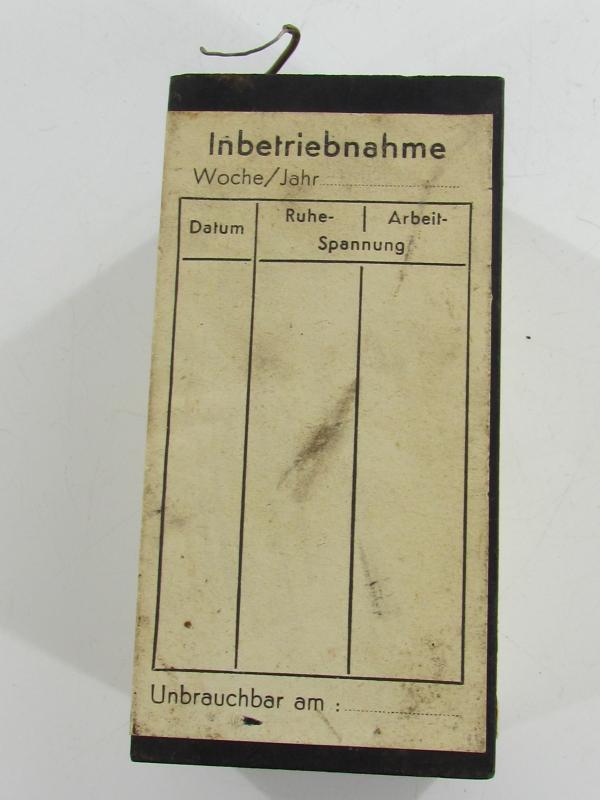 Inbetriebnahme
Woche/Jahr
Datum
Ruhe- | Arbeit-
Spannung
Unbrauchbar am :